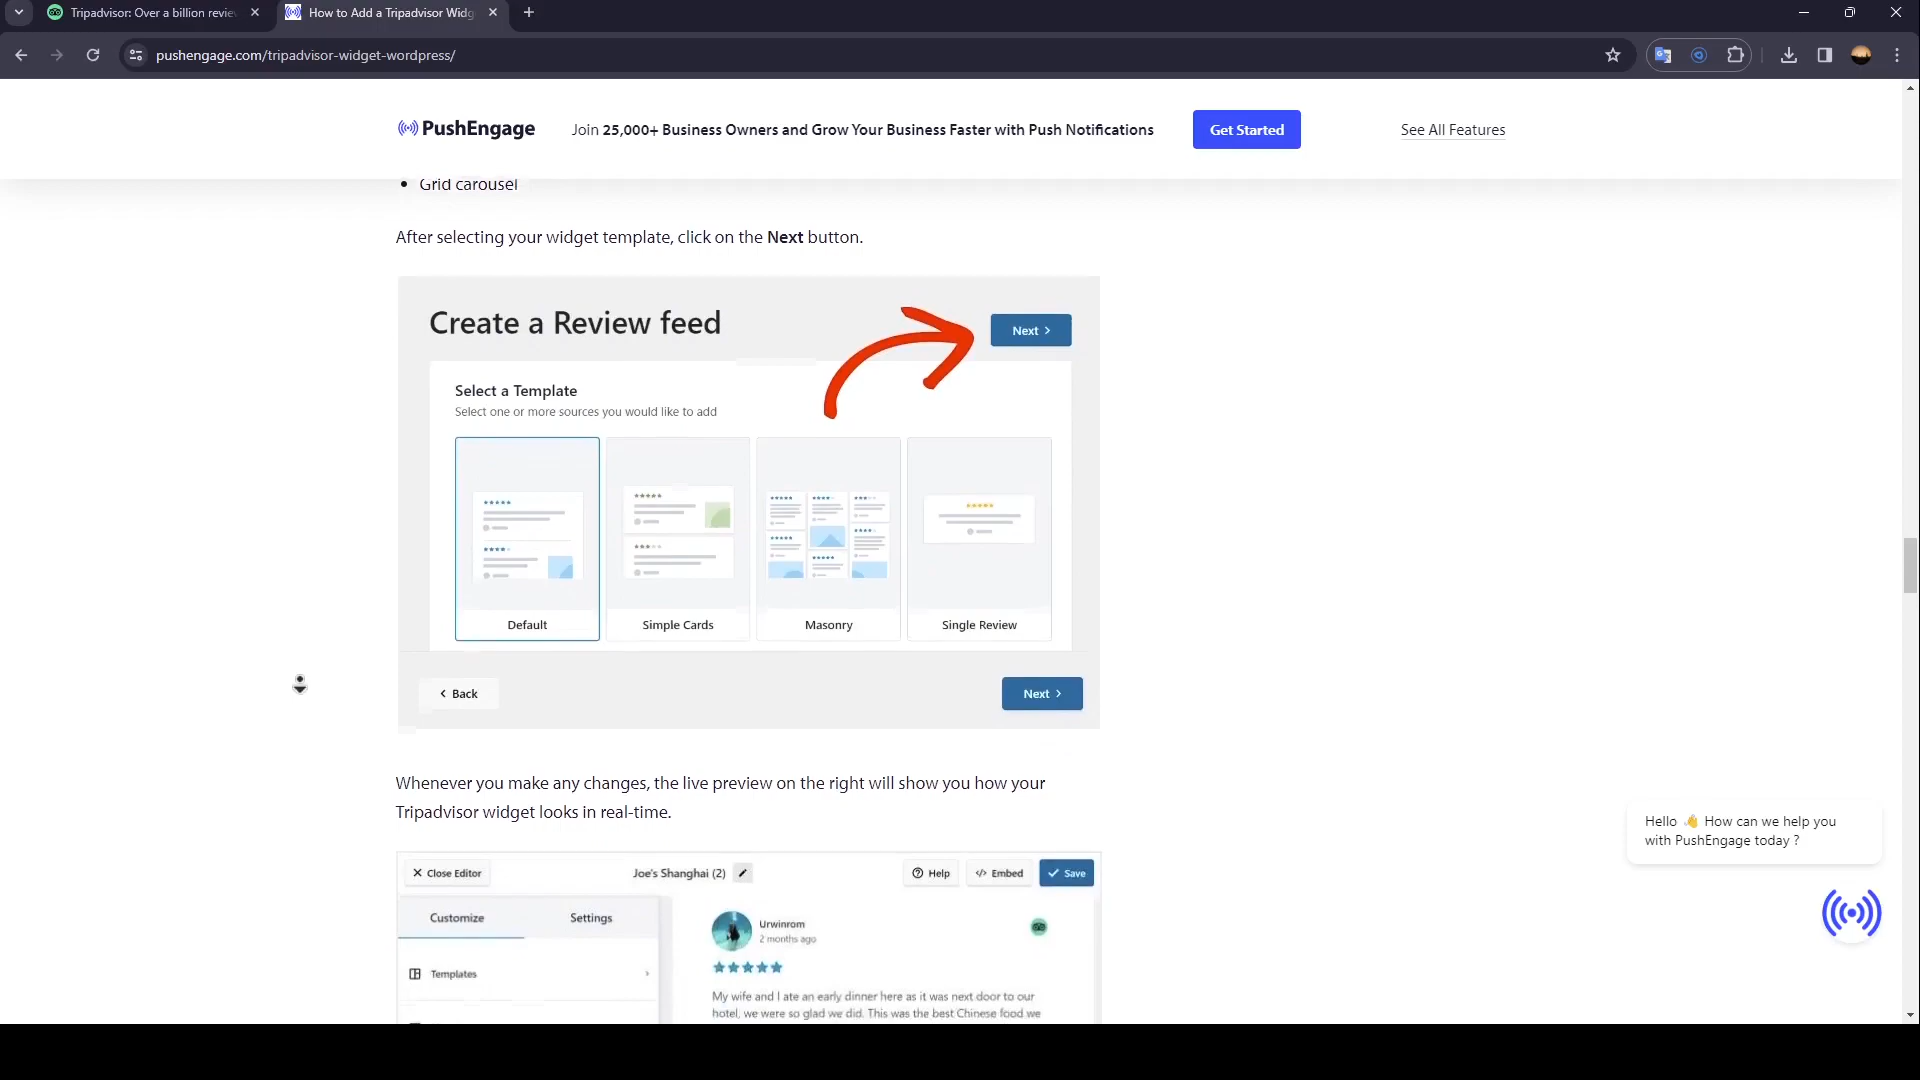 Tripadvisor: Over a billion revie
How to Add a Tripadvisor Widg
pushengage.com/tripadvisor-widget-wordpress/
PushEngage
Join 25,000+ Business Owners and Grow Your Business Faster with Push Notifications
Get Started
See All Features
• Grid carousel
After selecting your widget template, click on the Next button.
Create a Review feed
Next >
Select a Template
Select one or more sources you would like to add
Default
Simple Cards
Masonry
Single Review
< Back
Next >
Whenever you make any changes, the live preview on the right will show you how your
Tripadvisor widget looks in real-time.
Close Editor
Joe's Shanghai (2)
Help
Embed
Save
Customize
Settings
Urwinrom
2 months ago
Templates
My wife and I ate an early dinner here as it was next door to our
hotel, we were so glad we did. This was the best Chinese food we
Hello 👋 How can we help you
with PushEngage today ?